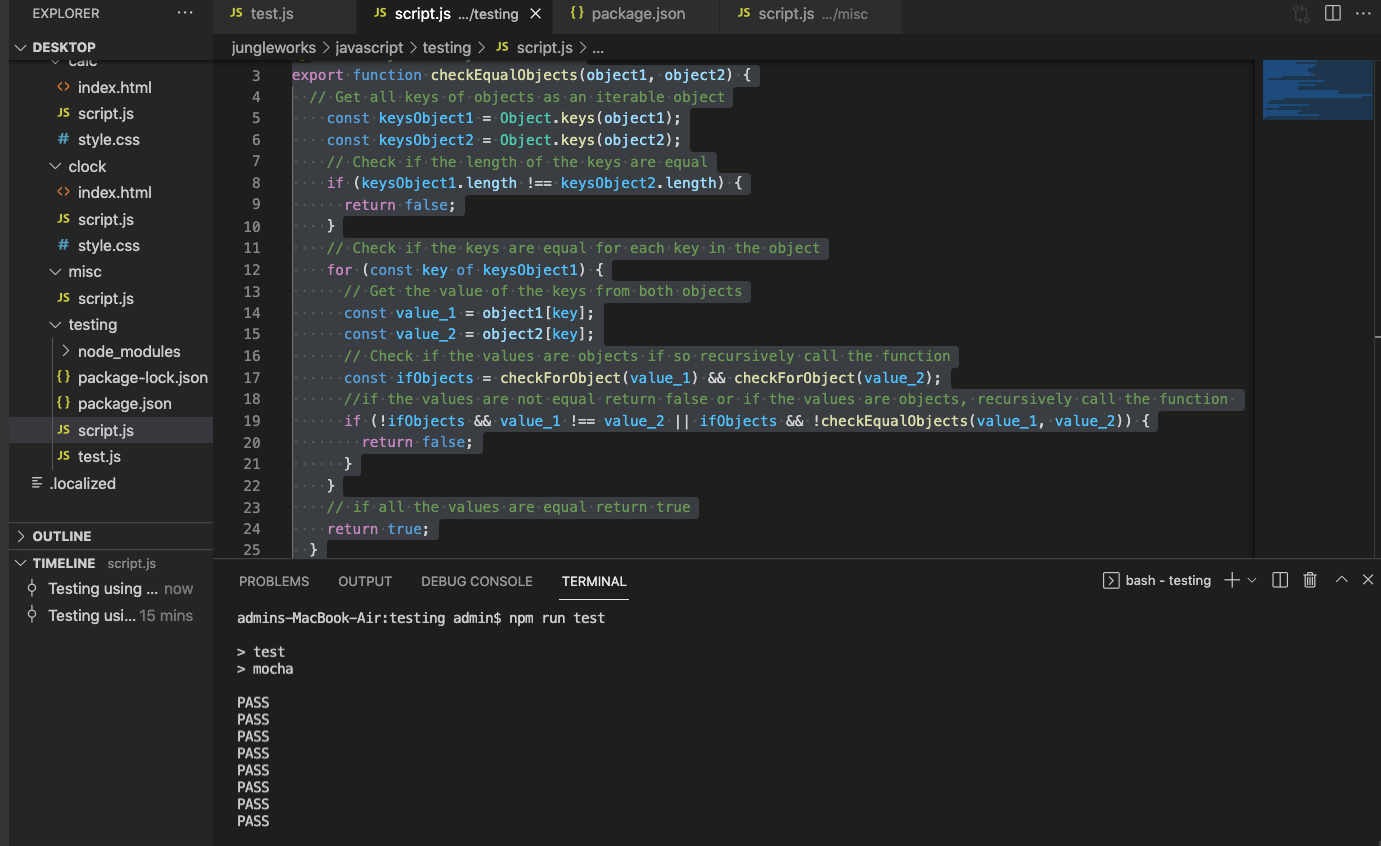 EXPLORER
DESKTOP
calc
index.html
script.js
style.css
clock
index.html
script.js
style.css
misc
script.js
testing
node_modules
package-lock.json
package.json
script.js
test.js
.localized
OUTLINE
TIMELINE script.js
Testing using ... now
Testing usi... 15 mins
test.js script.js .../testing package.json script.js .../misc
jungleworks > javascript > testing > JS script.js > ...
3 export function checkEqualObjects(object1, object2) {
4 // Get all keys of objects as an iterable object
5 const keysObject1 = Object.keys(object1);
6 const keysObject2 = Object.keys(object2);
7 // Check if the length of the keys are equal
8 if (keysObject1.length !== keysObject2.length) {
9 return false;
10 }
11 // Check if the keys are equal for each key in the object
12 for (const key of keysObject1) {
13 // Get the value of the keys from both objects
14 const value_1 = object1[key];
15 const value_2 = object2[key];
16 // Check if the values are objects if so recursively call the function
17 const ifObjects = checkForObject(value_1) && checkForObject(value_2);
18 //if the values are not equal return false or if the values are objects, recursively call the function
19 if (!ifObjects && value_1 !== value_2 || ifObjects && !checkEqualObjects(value_1, value_2)) {
20 return false;
21 }
22 }
23 // if all the values are equal return true
24 return true;
25 }
PROBLEMS OUTPUT DEBUG CONSOLE TERMINAL bash - testing
admins-MacBook-Air:testing admin$ npm run test
> test
> mocha
PASS
PASS
PASS
PASS
PASS
PASS
PASS
PASS